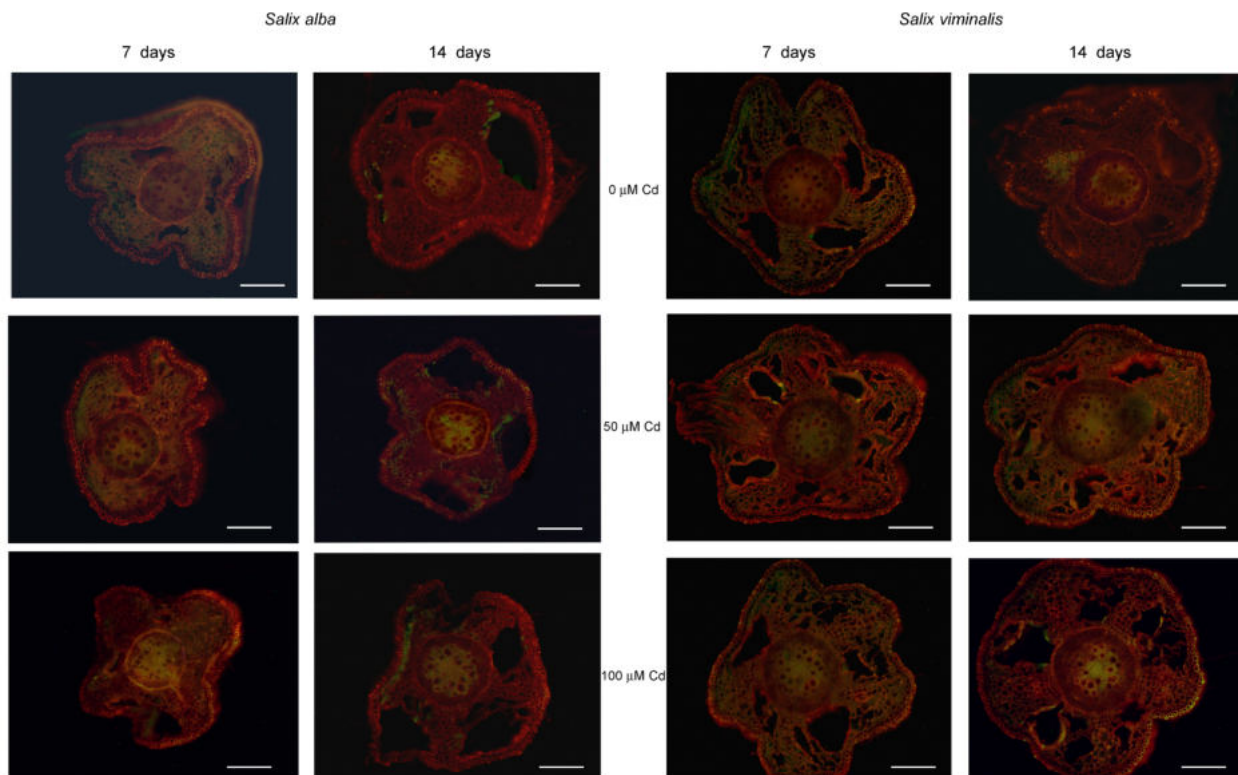 Salix alba
Salix viminalis
7 days
14 days
7 days
14 days
0 μM Cd
50 μM Cd
100 μM Cd